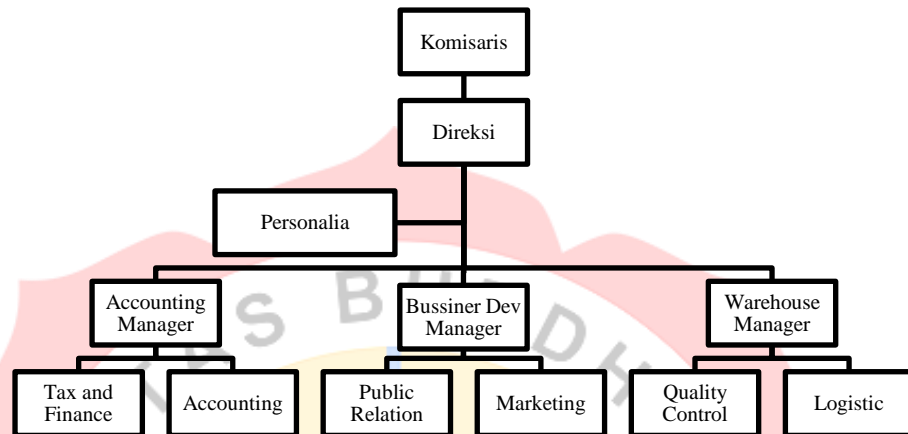 Komisaris
Direksi
Personalia
Accounting
Manager
Bussiner Dev
Manager
Warehouse
Manager
Tax and
Finance
Accounting
Public
Relation
Marketing
Quality
Control
Logistic